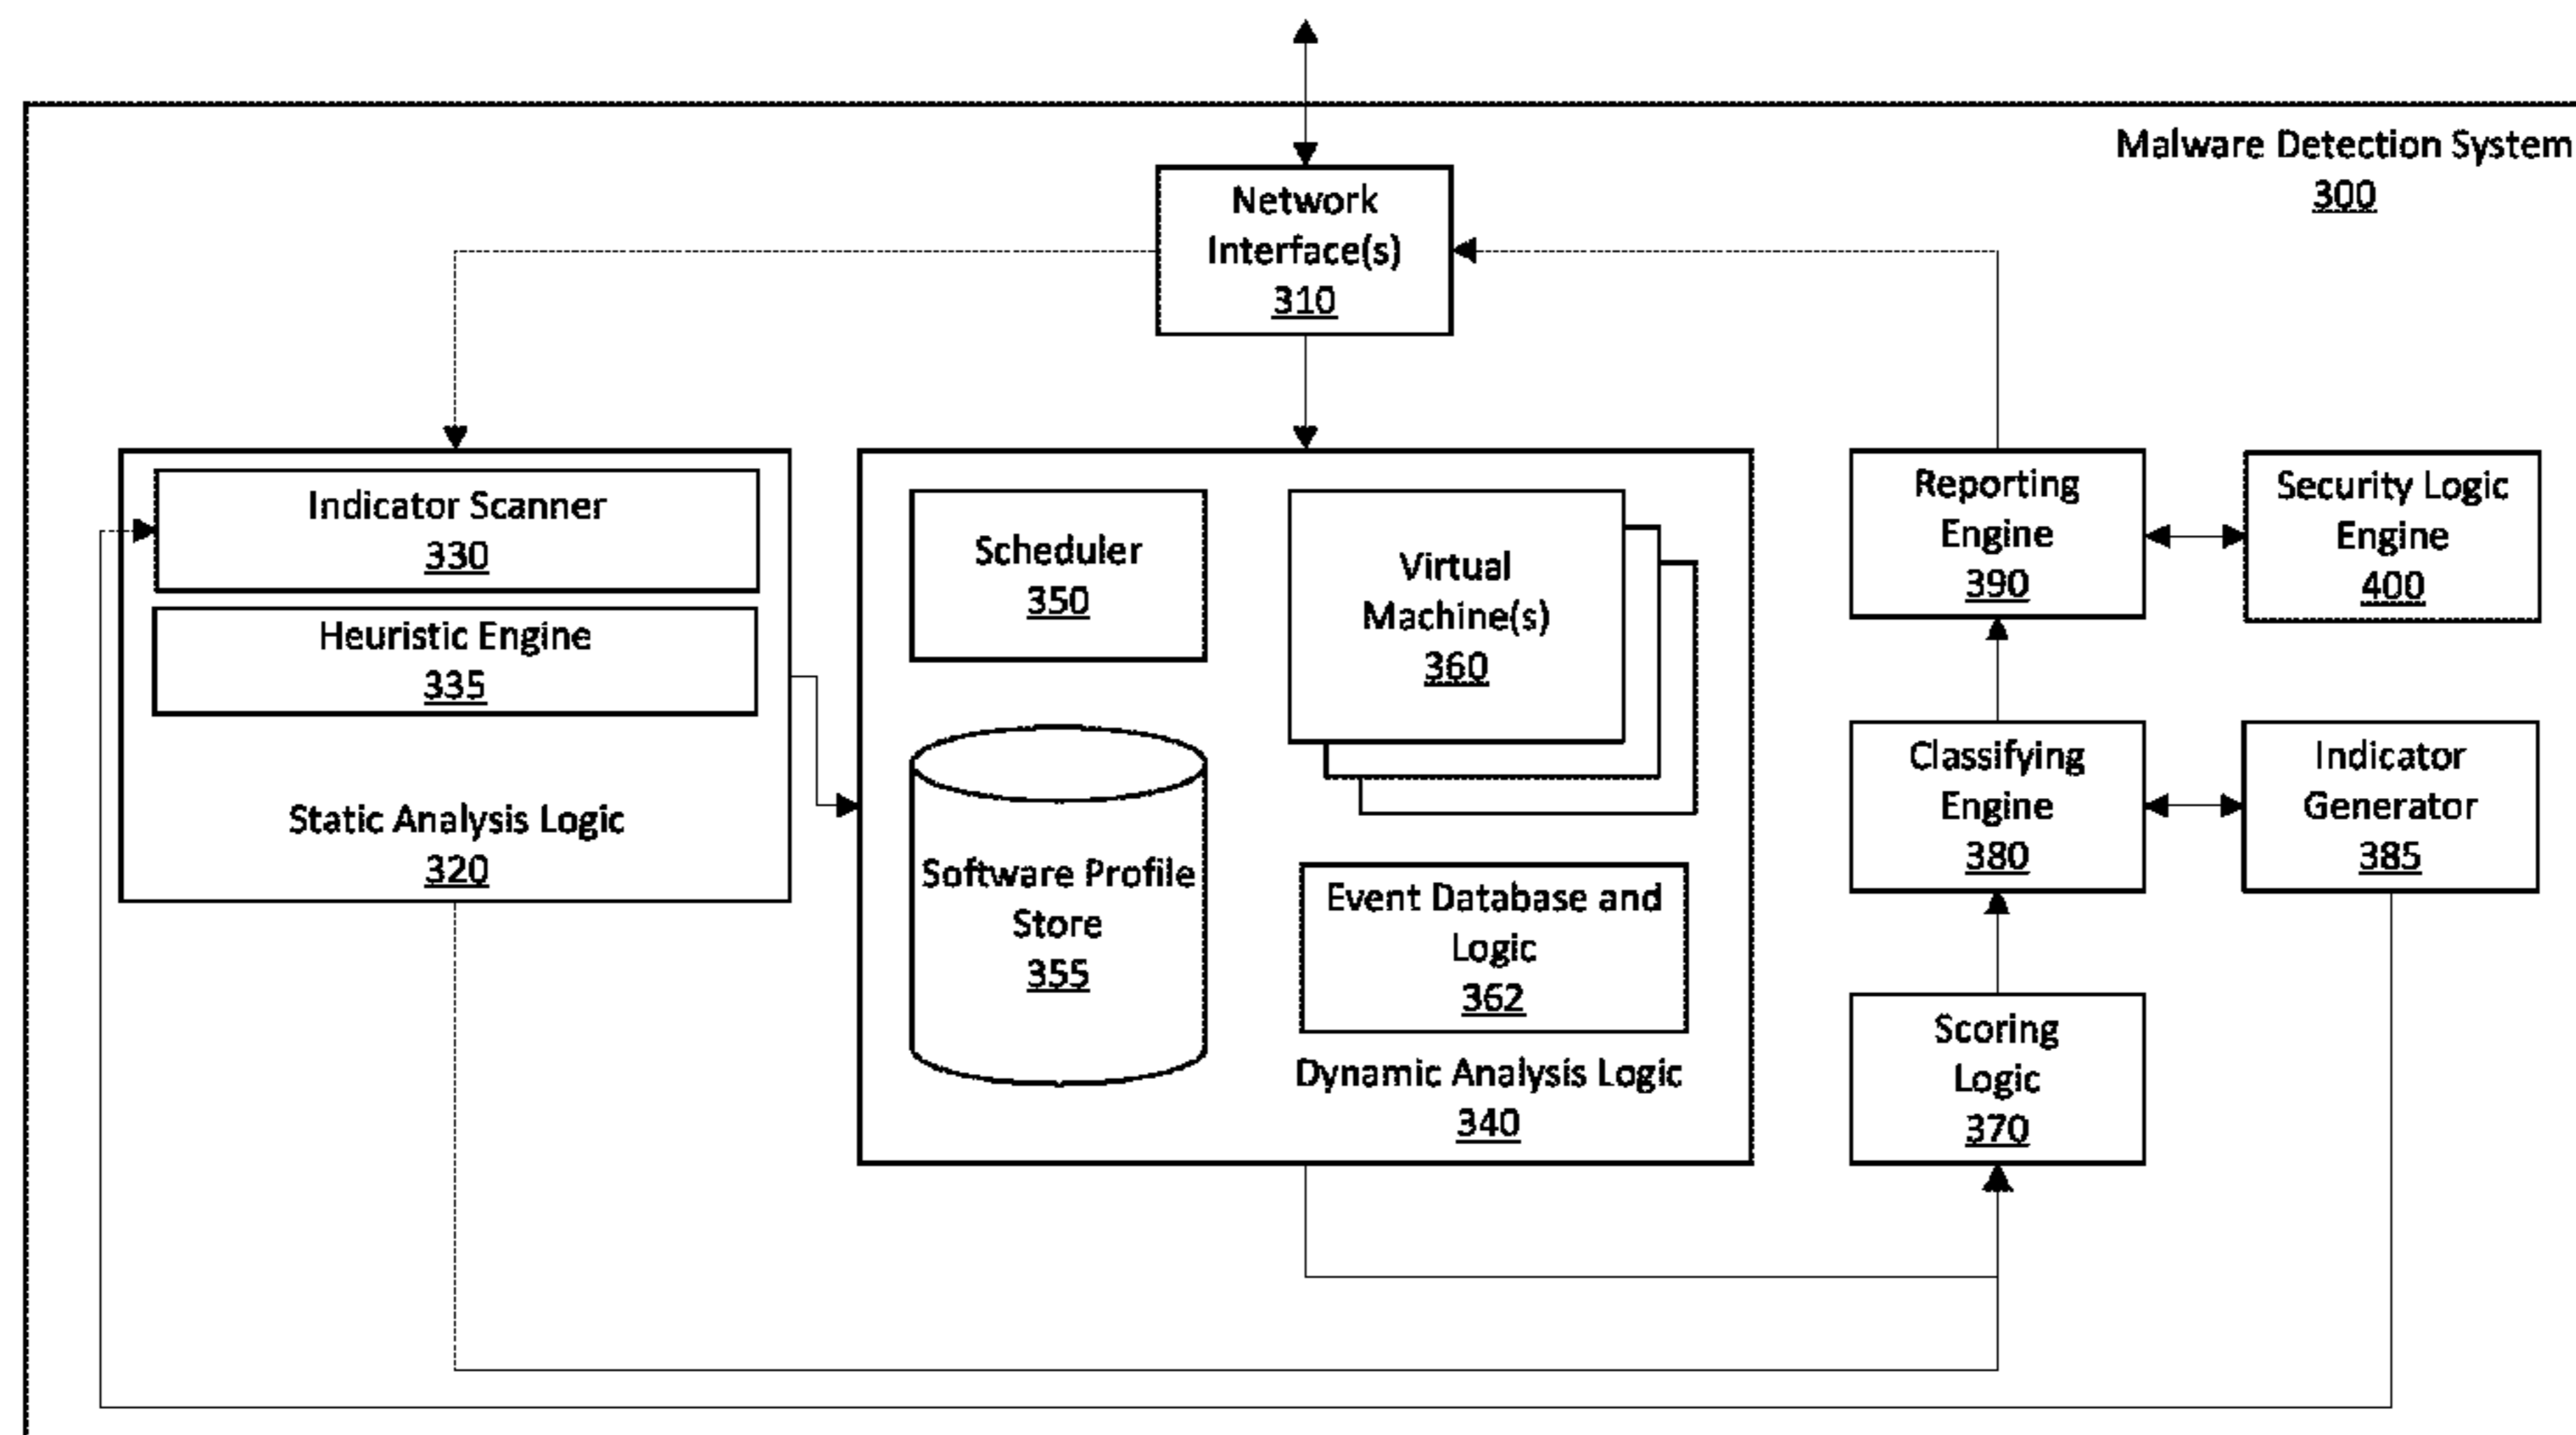 Malware Detection System
300
Network
Interface(s)
310
Indicator Scanner
330
Heuristic Engine
335
Static Analysis Logic
320
Scheduler
350
Virtual
Machine(s)
360
Software Profile
Store
355
Event Database and
Logic
362
Dynamic Analysis Logic
340
Reporting
Engine
390
Security Logic
Engine
400
Classifying
Engine
380
Indicator
Generator
385
Scoring
Logic
370